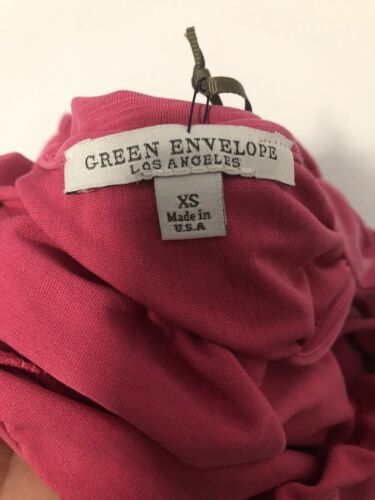 GREEN ENVELOPE
LOS ANGELES
XS
Made in
U.S.A